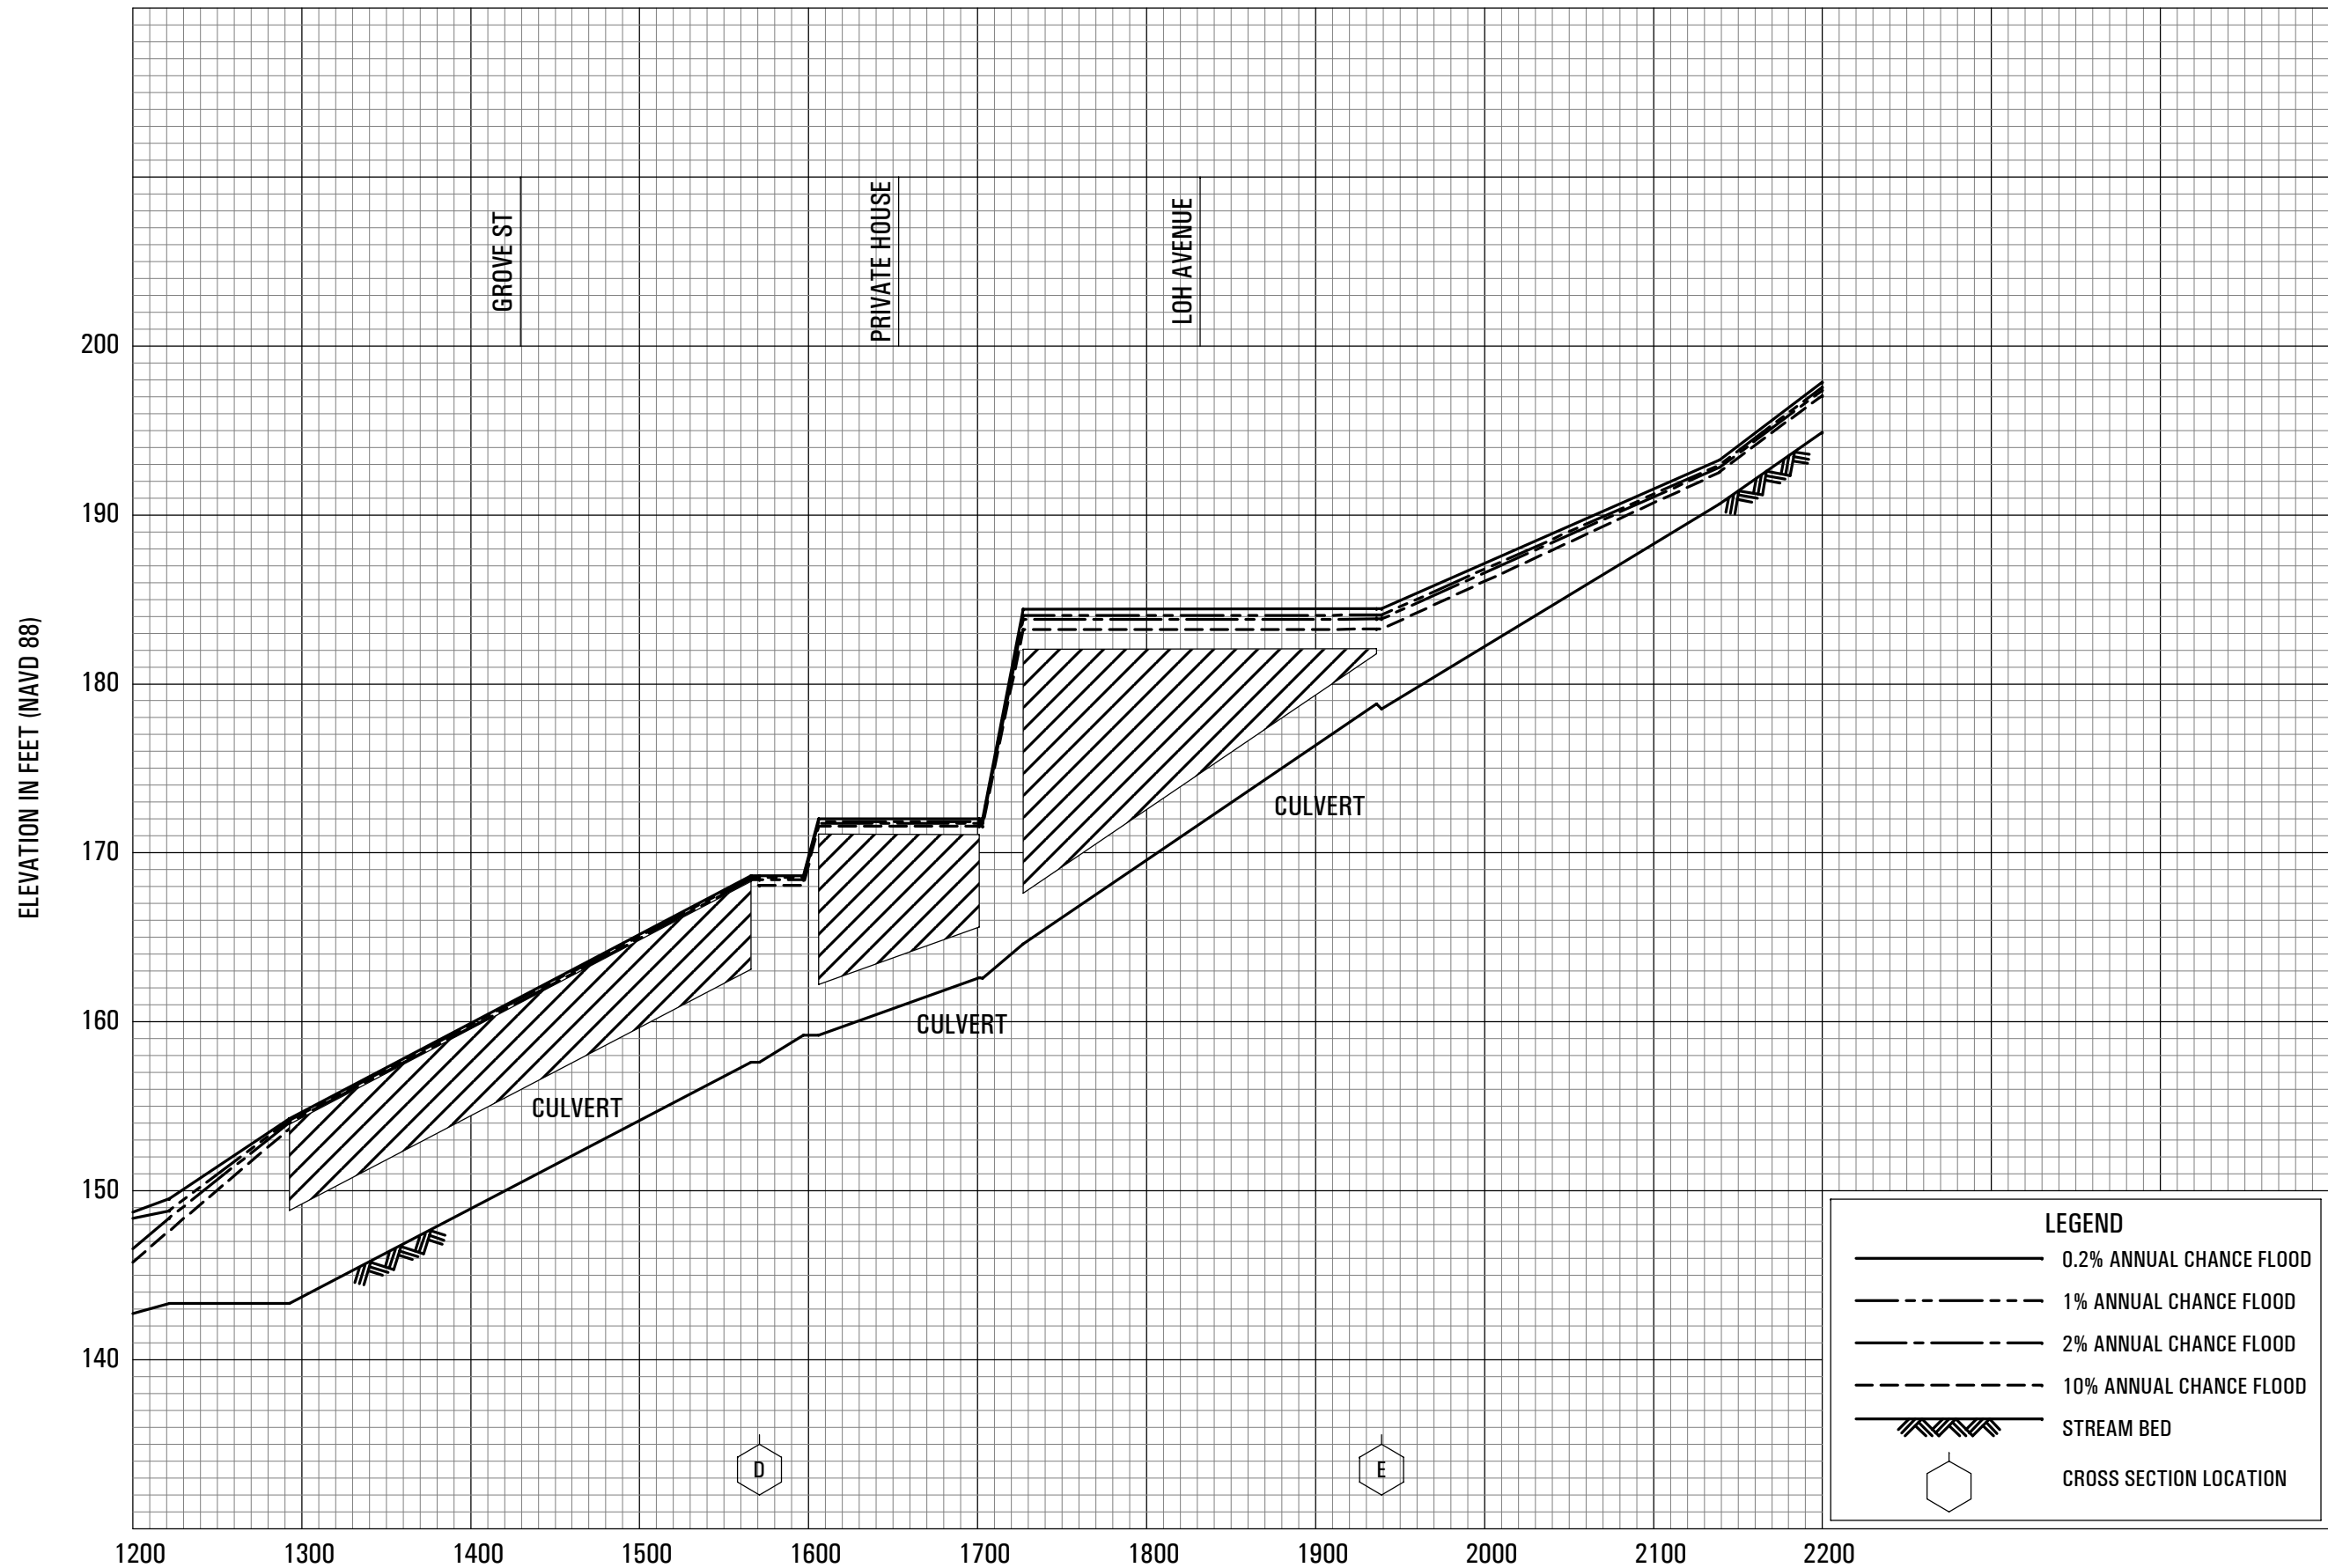 GROVE ST
PRIVATE HOUSE
LOH AVENUE
ELEVATION IN FEET (NAVD 88)
200
190
180
170
160
150
140
CULVERT
CULVERT
CULVERT
D
E
LEGEND
0.2% ANNUAL CHANCE FLOOD
1% ANNUAL CHANCE FLOOD
2% ANNUAL CHANCE FLOOD
10% ANNUAL CHANCE FLOOD
STREAM BED
CROSS SECTION LOCATION
1200 1300 1400 1500 1600 1700 1800 1900 2000 2100 2200